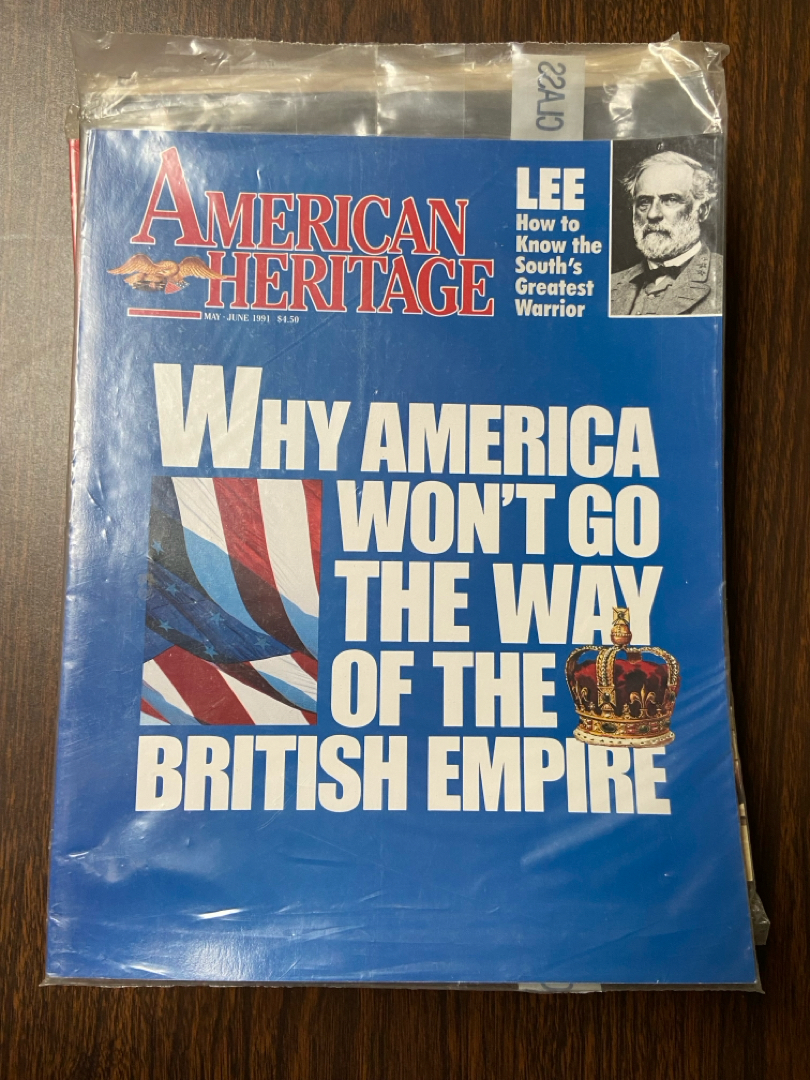 CLASS
AMERICAN
HERITAGE
MAY · JUNE 1991 $4.50
LEE
How to
Know the
South's
Greatest
Warrior
WHY AMERICA
WON'T GO
THE WAY
OF THE
BRITISH EMPIRE